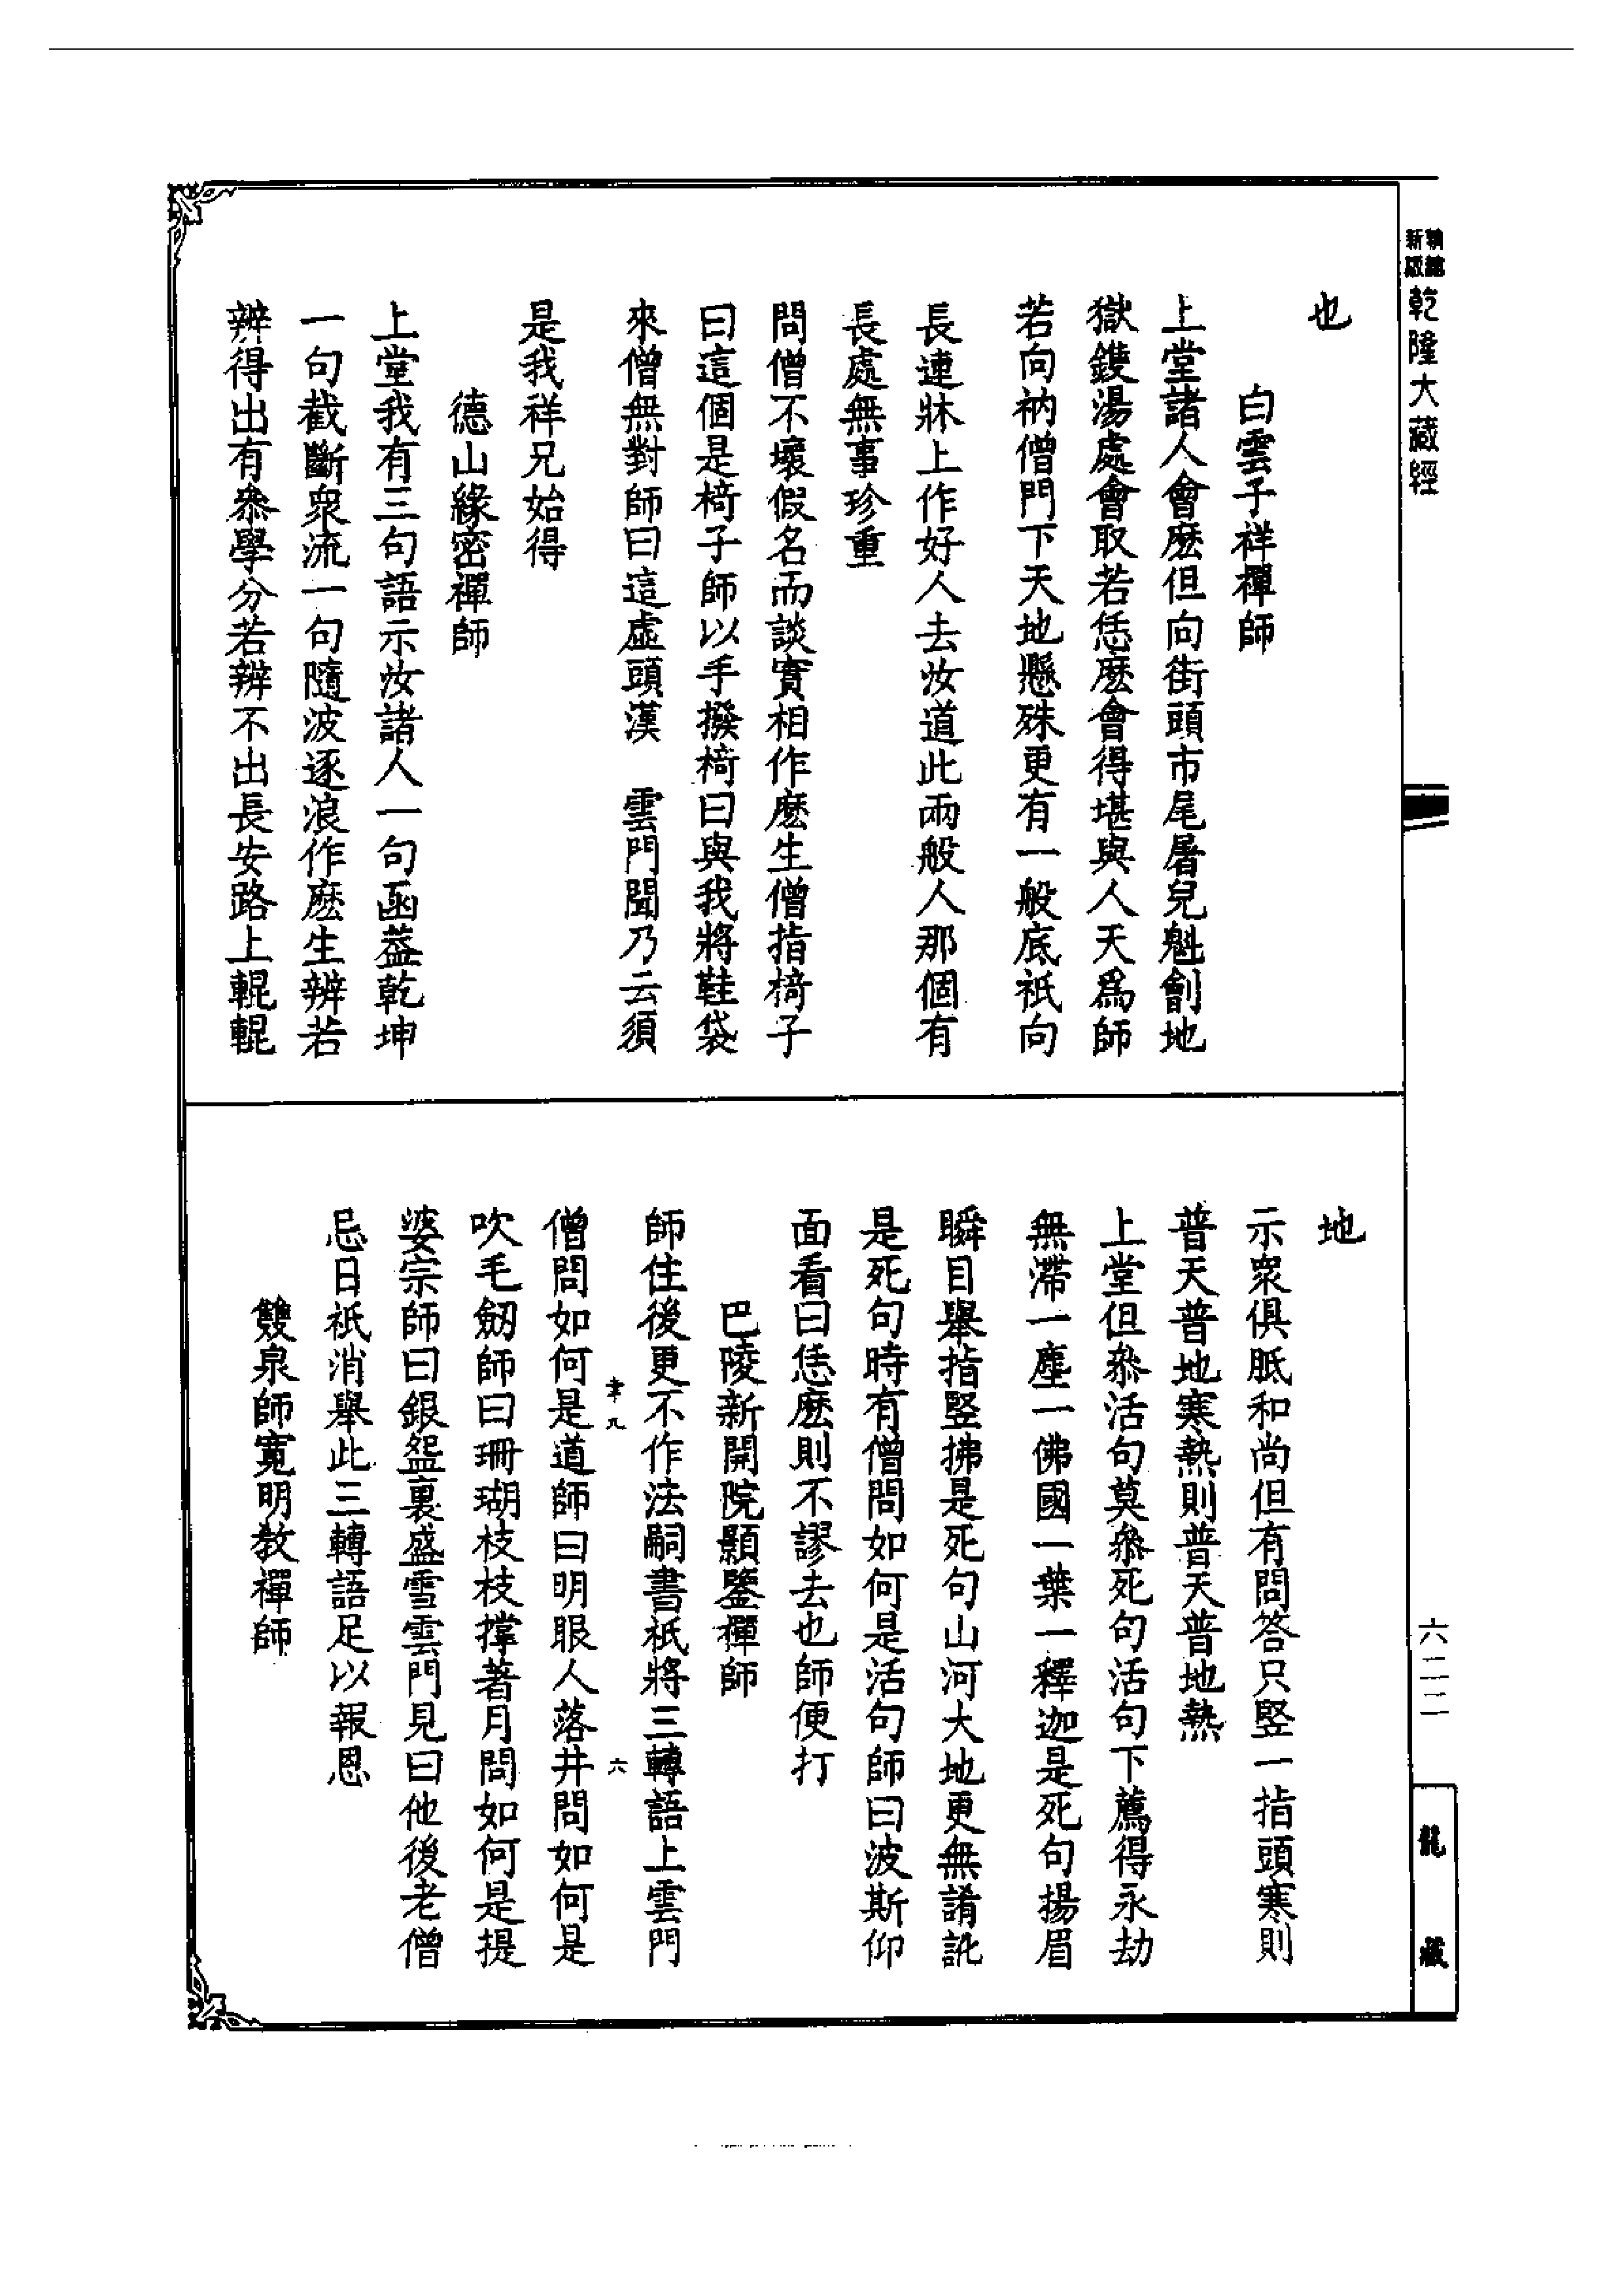 新編縮版乾隆大藏經
也
白雲子祥禪師
上堂諸人會麽但向街頭市尾屠兒魁劊地
獄鑊湯處會取若恁麽會得堪與人天爲師
若向衲僧門下天地懸殊更有一般底祇向
長連牀上作好人去汝道此兩般人那個有
長處無事珍重
問僧不壞假名而談實相作麽生僧指椅子
曰這個是椅子師以手撥椅曰與我將鞋袋
來僧無對師曰這虛頭漢　雲門聞乃云須
是我祥兄始得
德山緣密禪師
上堂我有三句語示汝諸人一句函葢乾坤
一句截斷衆流一句隨波逐浪作麽生辨若
辨得出有叅學分若辨不出長安路上輥輥
地
示衆俱胝和尚但有問答只竪一指頭寒則
普天普地寒熱則普天普地熱
上堂但叅活句莫叅死句活句下薦得永劫
無滯一塵一佛國一葉一釋迦是死句揚眉
瞬目舉指竪拂是死句山河大地更無誵訛
是死句時有僧問如何是活句師曰波斯仰
面看曰恁麽則不謬去也師便打
巴陵新開院顥鑒禪師
師住後更不作法嗣書祇將三轉語上雲門
僧問如何是道師曰明眼人落井問如何是
吹毛劒師曰珊瑚枝枝撑著月問如何是提
婆宗師曰銀盌裏盛雪雲門見曰他後老僧
忌日祇消舉此三轉語足以報恩
雙泉師寬明教禪師
六二二
龍藏